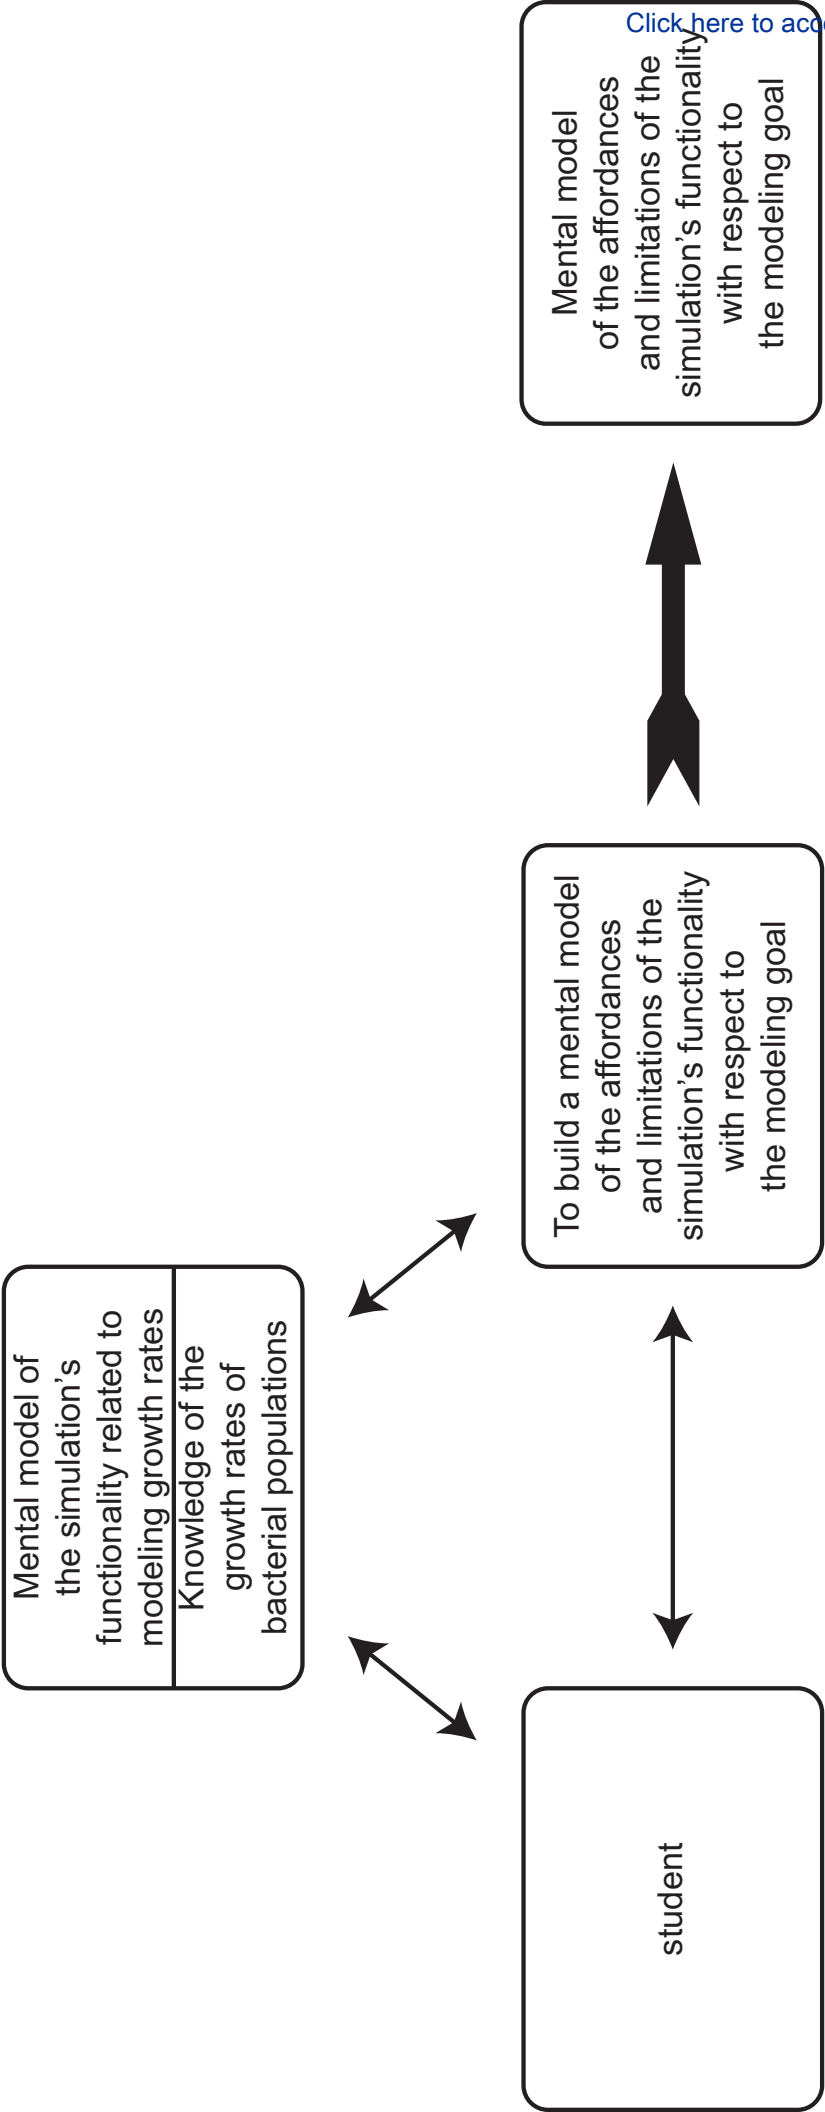 Click here to acc
Mental model of
the simulation's
functionality related to
modeling growth rates
Knowledge of the
growth rates of
bacterial populations
student
To build a mental model
of the affordances
and limitations of the
simulation's functionality
with respect to
the modeling goal
Mental model
of the affordances
and limitations of the
simulation's functionality
with respect to
the modeling goal